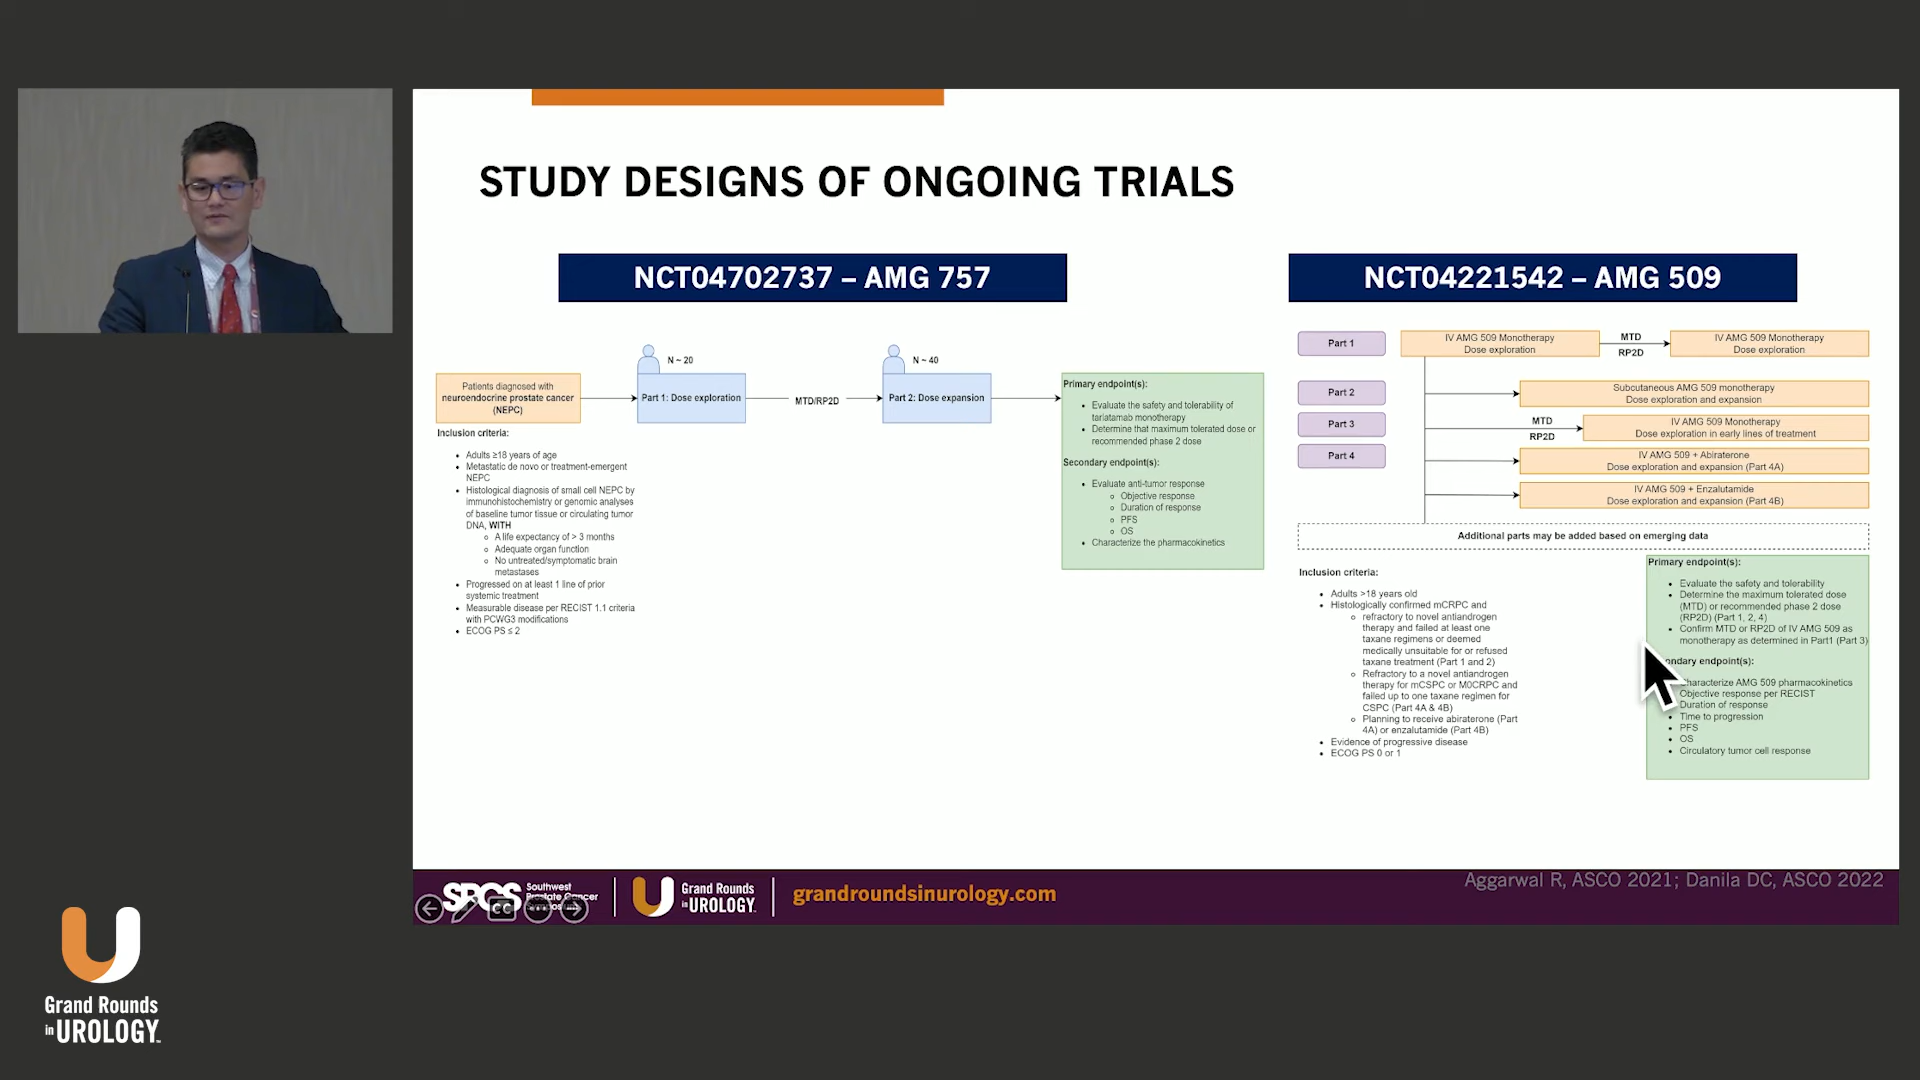 STUDY DESIGNS OF ONGOING TRIALS
NCT04702737 – AMG 757
N ~ 20
N ~ 40
Patients diagnosed with
neuroendocrine prostate cancer
(NEPC)
Part 1: Dose exploration
MTD/RP2D
Part 2: Dose expansion
Inclusion criteria:
Adults ≥18 years of age
Metastatic de novo or treatment-emergent
NEPC
Histological diagnosis of small cell NEPC by
immunohistochemistry or genomic analyses
of baseline tumor tissue or circulating tumor
DNA, WITH
A life expectancy of > 3 months
Adequate organ function
No untreated/symptomatic brain
metastases
Progressed on at least 1 line of prior
systemic treatment
Measurable disease per RECIST 1.1 criteria
with PCWG3 modifications
ECOG PS ≤ 2
Primary endpoint(s):
Evaluate the safety and tolerability of
tarlatamab monotherapy
Determine that maximum tolerated dose or
recommended phase 2 dose
Secondary endpoint(s):
Evaluate anti-tumor response
Objective response
Duration of response
PFS
OS
Characterize the pharmacokinetics
NCT04221542 – AMG 509
Part 1
IV AMG 509 Monotherapy
Dose exploration
MTD
RP2D
IV AMG 509 Monotherapy
Dose exploration
Part 2
Subcutaneous AMG 509 monotherapy
Dose exploration and expansion
Part 3
MTD
RP2D
IV AMG 509 Monotherapy
Dose exploration in early lines of treatment
Part 4
IV AMG 509 + Abiraterone
Dose exploration and expansion (Part 4A)
IV AMG 509 + Enzalutamide
Dose exploration and expansion (Part 4B)
Additional parts may be added based on emerging data
Inclusion criteria:
Adults >18 years old
Histologically confirmed mCRPC and
refractory to novel antiandrogen
therapy and failed at least one
taxane regimens or deemed
medically unsuitable for or refused
taxane treatment (Part 1 and 2)
Refractory to a novel antiandrogen
therapy for mCSPC or M0CRPC and
failed up to one taxane regimen for
CSPC (Part 4A & 4B)
Planning to receive abiraterone (Part
4A) or enzalutamide (Part 4B)
Evidence of progressive disease
ECOG PS 0 or 1
Primary endpoint(s):
Evaluate the safety and tolerability
Determine the maximum tolerated dose
(MTD) or recommended phase 2 dose
(RP2D) (Part 1, 2, 4)
Confirm MTD or RP2D of IV AMG 509 as
monotherapy as determined in Part1 (Part 3)
endpoint(s):
AMG 509 pharmacokinetics
Objective response per RECIST
Duration of response
Time to progression
PFS
OS
Circulatory tumor cell response
SPCS
Southwest
Prostate Cancer
Grand Rounds
in UROLOGY
grandroundsinurology.com
Aggarwal R, ASCO 2021; Danila DC, ASCO 2022
CC
Grand Rounds
in UROLOGY